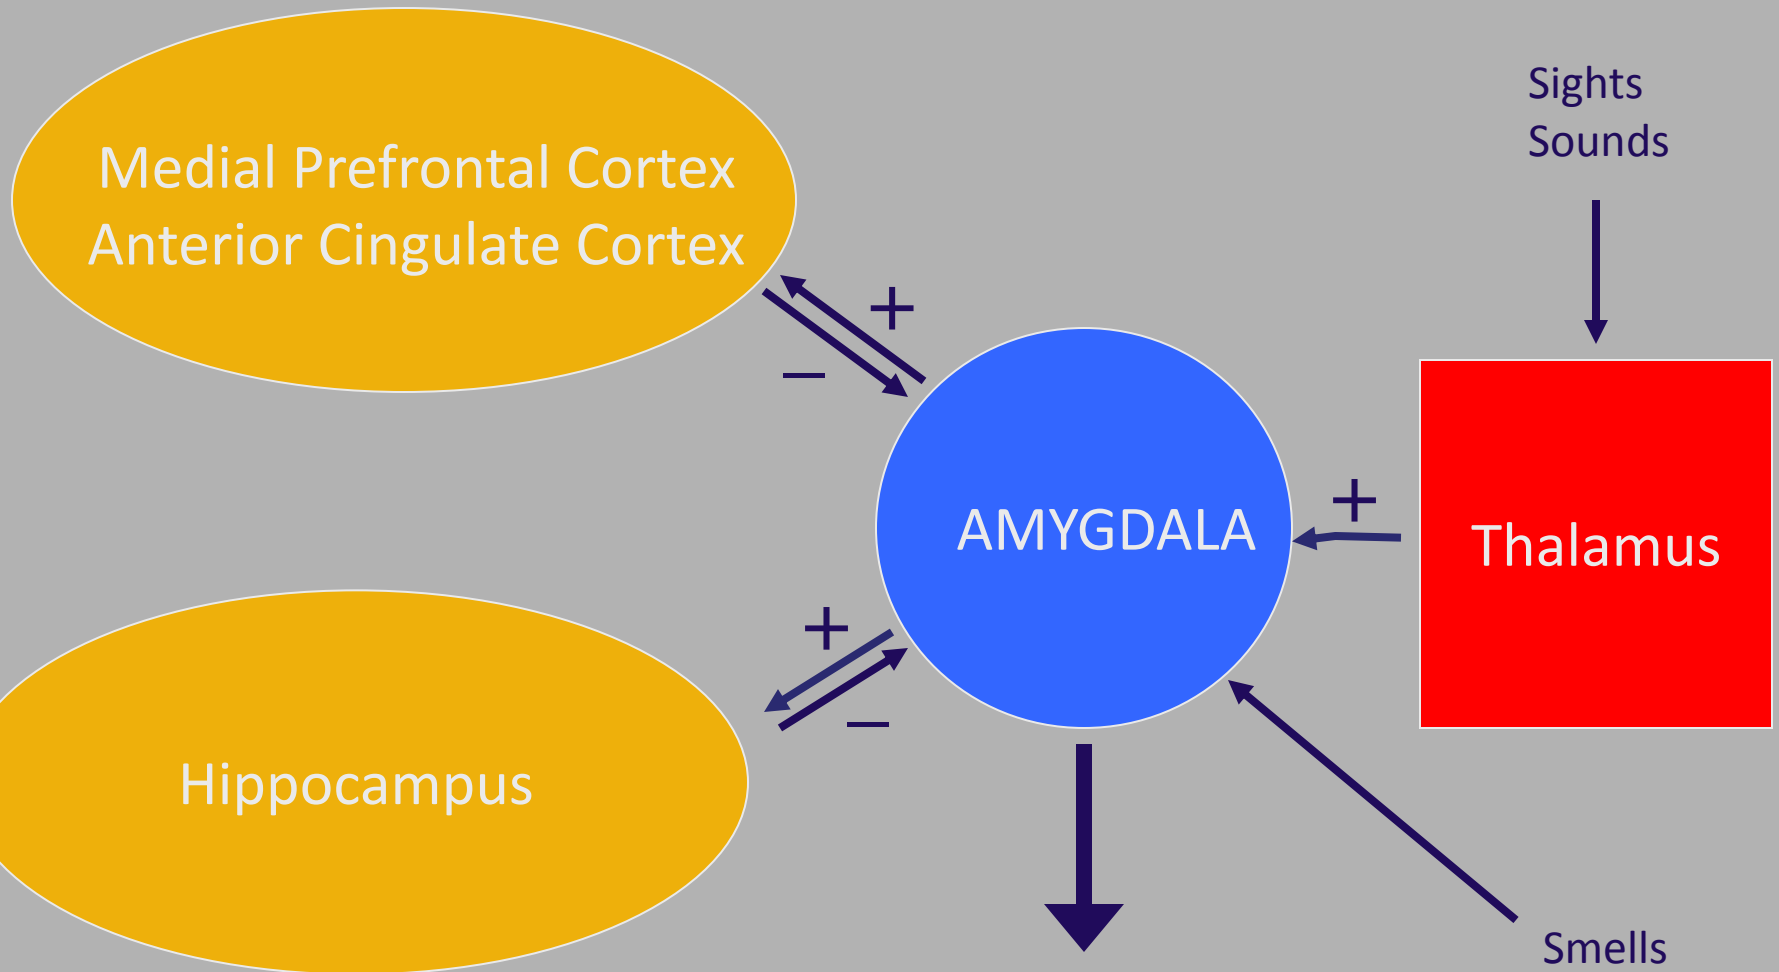 Sights
Sounds
Medial Prefrontal Cortex
Anterior Cingulate Cortex
+
–
AMYGDALA
+
Thalamus
+
–
Hippocampus
Smells